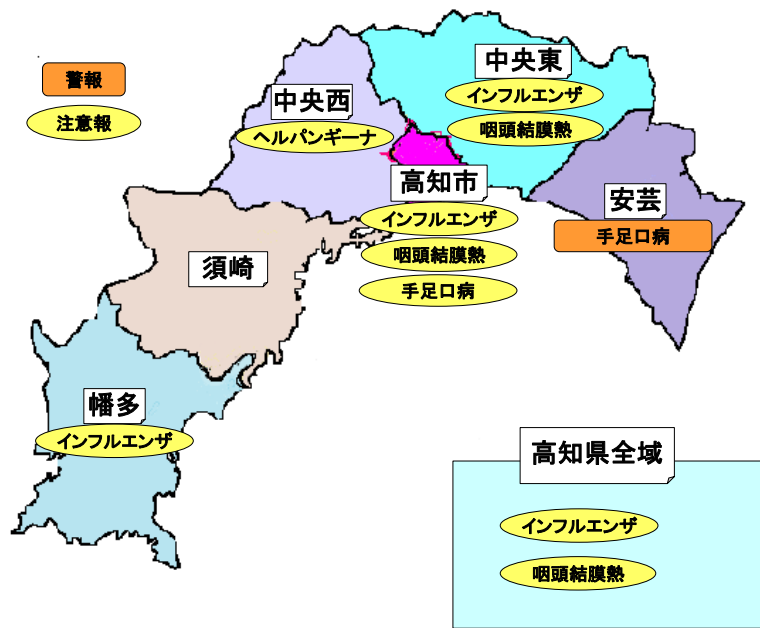 警報
注意報
中央東
インフルエンザ
咽頭結膜熱
中央西
ヘルパンギーナ
高知市
インフルエンザ
咽頭結膜熱
手足口病
安芸
手足口病
須崎
幡多
インフルエンザ
高知県全域
インフルエンザ
咽頭結膜熱